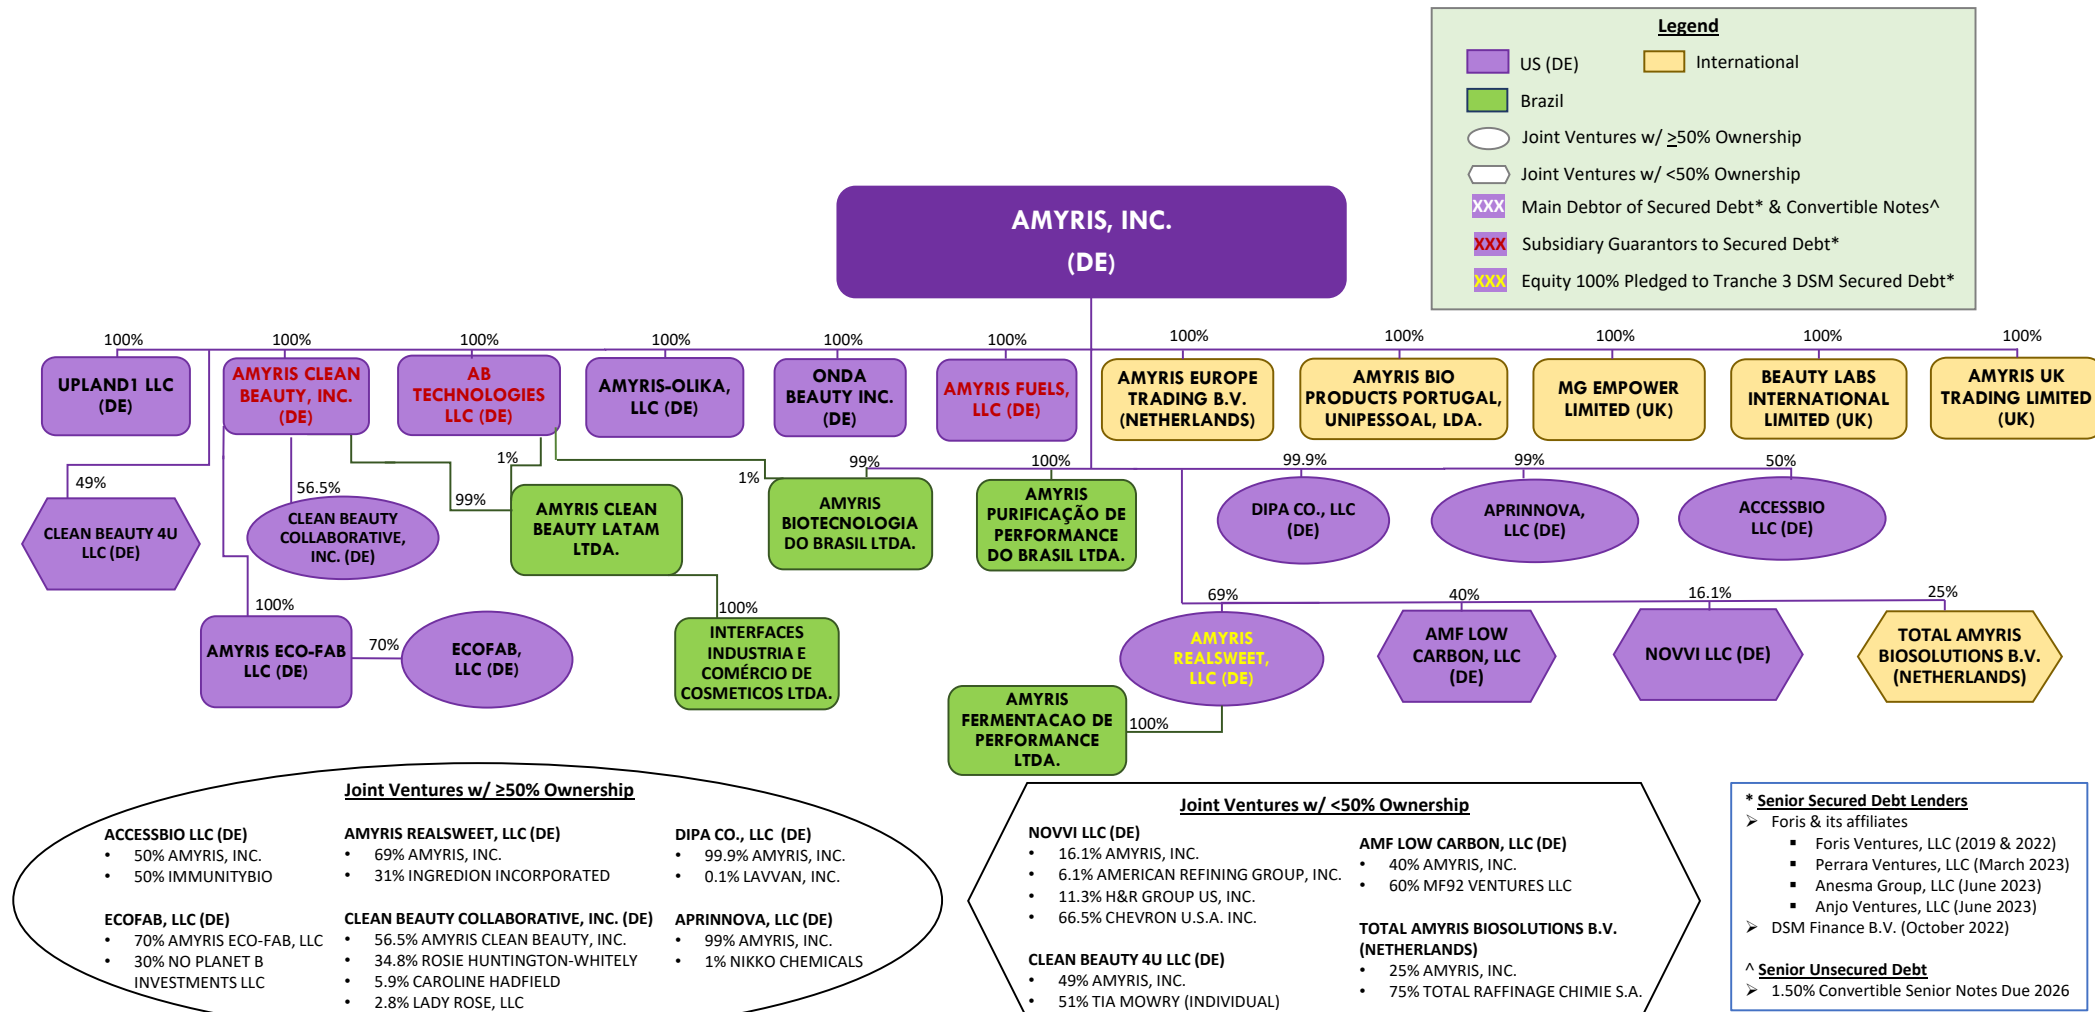 Legend
US (DE)
International
Brazil
Joint Ventures w/ ≥50% Ownership
Joint Ventures w/ <50% Ownership
XXX Main Debtor of Secured Debt* & Convertible Notes^
XXX Subsidiary Guarantors to Secured Debt*
XXX Equity 100% Pledged to Tranche 3 DSM Secured Debt*
AMYRIS, INC.
(DE)
100%
100%
100%
100%
100%
100%
100%
100%
100%
100%
100%
UPLAND1 LLC
(DE)
AMYRIS CLEAN
BEAUTY, INC.
(DE)
AB
TECHNOLOGIES
LLC (DE)
AMYRIS-OLIKA,
LLC (DE)
ONDA
BEAUTY INC.
(DE)
AMYRIS FUELS,
LLC (DE)
AMYRIS EUROPE
TRADING B.V.
(NETHERLANDS)
AMYRIS BIO
PRODUCTS PORTUGAL,
UNIPESSOAL, LDA.
MG EMPOWER
LIMITED (UK)
BEAUTY LABS
INTERNATIONAL
LIMITED (UK)
AMYRIS UK
TRADING LIMITED
(UK)
49%
CLEAN BEAUTY 4U
LLC (DE)
56.5%
CLEAN BEAUTY
COLLABORATIVE,
INC. (DE)
99%
1%
AMYRIS CLEAN
BEAUTY LATAM
LTDA.
1%
99%
AMYRIS
BIOTECNOLOGIA
DO BRASIL LTDA.
100%
AMYRIS
PURIFICAÇÃO DE
PERFORMANCE
DO BRASIL LTDA.
99.9%
DIPA CO., LLC
(DE)
99%
APRINNOVA,
LLC (DE)
50%
ACCESSBIO
LLC (DE)
100%
AMYRIS ECO-FAB
LLC (DE)
70%
ECOFAB,
LLC (DE)
100%
INTERFACES
INDUSTRIA E
COMÉRCIO DE
COSMETICOS LTDA.
69%
AMYRIS
REALSWEET,
LLC (DE)
40%
AMF LOW
CARBON, LLC
(DE)
16.1%
NOVVI LLC (DE)
25%
TOTAL AMYRIS
BIOSOLUTIONS B.V.
(NETHERLANDS)
AMYRIS
FERMENTACAO DE
PERFORMANCE
LTDA.
100%
Joint Ventures w/ ≥50% Ownership
ACCESSBIO LLC (DE)
• 50% AMYRIS, INC.
• 50% IMMUNITYBIO
ECOFAB, LLC (DE)
• 70% AMYRIS ECO-FAB, LLC
• 30% NO PLANET B
INVESTMENTS LLC
AMYRIS REALSWEET, LLC (DE)
• 69% AMYRIS, INC.
• 31% INGREDION INCORPORATED
CLEAN BEAUTY COLLABORATIVE, INC. (DE)
• 56.5% AMYRIS CLEAN BEAUTY, INC.
• 34.8% ROSIE HUNTINGTON-WHITELY
• 5.9% CAROLINE HADFIELD
• 2.8% LADY ROSE, LLC
DIPA CO., LLC (DE)
• 99.9% AMYRIS, INC.
• 0.1% LAVVAN, INC.
APRINNOVA, LLC (DE)
• 99% AMYRIS, INC.
• 1% NIKKO CHEMICALS
Joint Ventures w/ <50% Ownership
NOVVI LLC (DE)
• 16.1% AMYRIS, INC.
• 6.1% AMERICAN REFINING GROUP, INC.
• 11.3% H&R GROUP US, INC.
• 66.5% CHEVRON U.S.A. INC.
CLEAN BEAUTY 4U LLC (DE)
• 49% AMYRIS, INC.
• 51% TIA MOWRY (INDIVIDUAL)
AMF LOW CARBON, LLC (DE)
• 40% AMYRIS, INC.
• 60% MF92 VENTURES LLC
TOTAL AMYRIS BIOSOLUTIONS B.V.
(NETHERLANDS)
• 25% AMYRIS, INC.
• 75% TOTAL RAFFINAGE CHIMIE S.A.
* Senior Secured Debt Lenders
➢ Foris & its affiliates
▪ Foris Ventures, LLC (2019 & 2022)
▪ Perrara Ventures, LLC (March 2023)
▪ Anesma Group, LLC (June 2023)
▪ Anjo Ventures, LLC (June 2023)
➢ DSM Finance B.V. (October 2022)
^ Senior Unsecured Debt
➢ 1.50% Convertible Senior Notes Due 2026